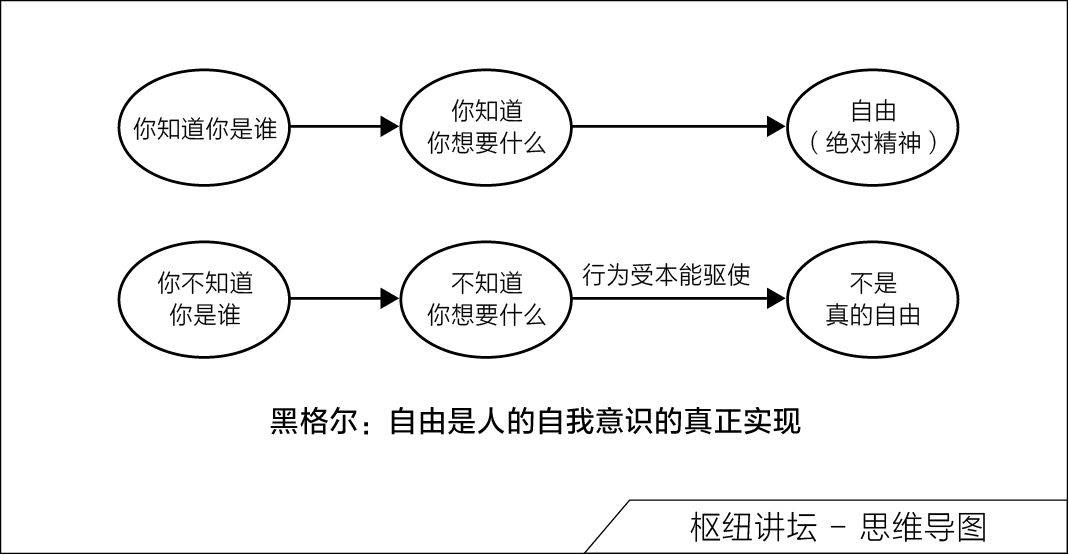 你知道你是谁
你知道
你想要什么
自由
（绝对精神）
你不知道
你是谁
不知道
你想要什么
行为受本能驱使
不是
真的自由
黑格尔：自由是人的自我意识的真正实现
枢纽讲坛 - 思维导图